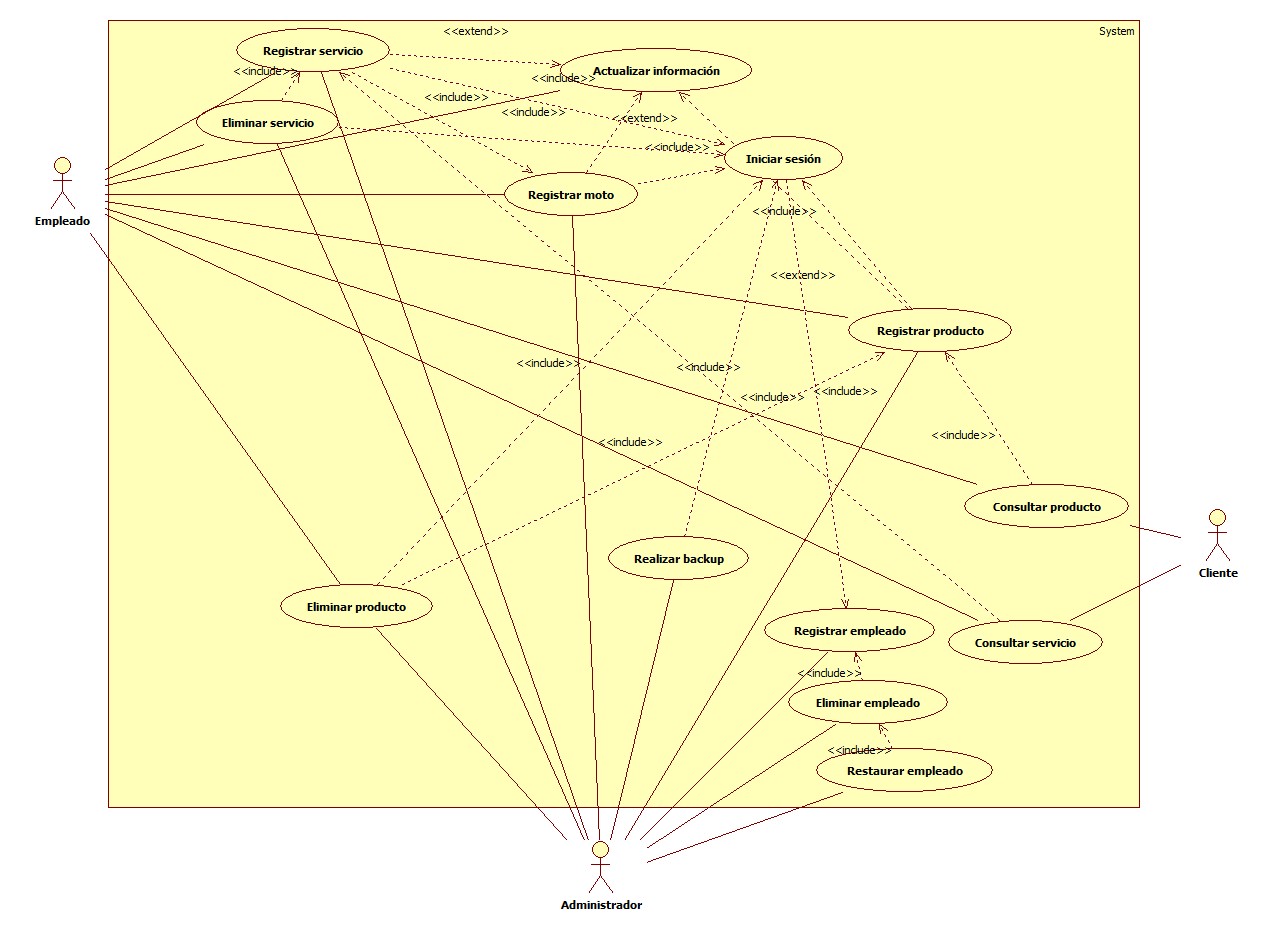 <<extend>>
System
Registrar servicio
<<include>>
Actualizar información
<<include>>
<<include>>
<<include>>
<<extend>>
Eliminar servicio
<<include>>
Iniciar sesión
Registrar moto
Empleado
<<include>>
<<extend>>
Registrar producto
<<include>>
<<include>>
<<include>>
<<include>>
<<include>>
<<include>>
Consultar producto
Realizar backup
Cliente
Eliminar producto
Registrar empleado
Consultar servicio
<<include>>
Eliminar empleado
<<include>>
Restaurar empleado
Administrador